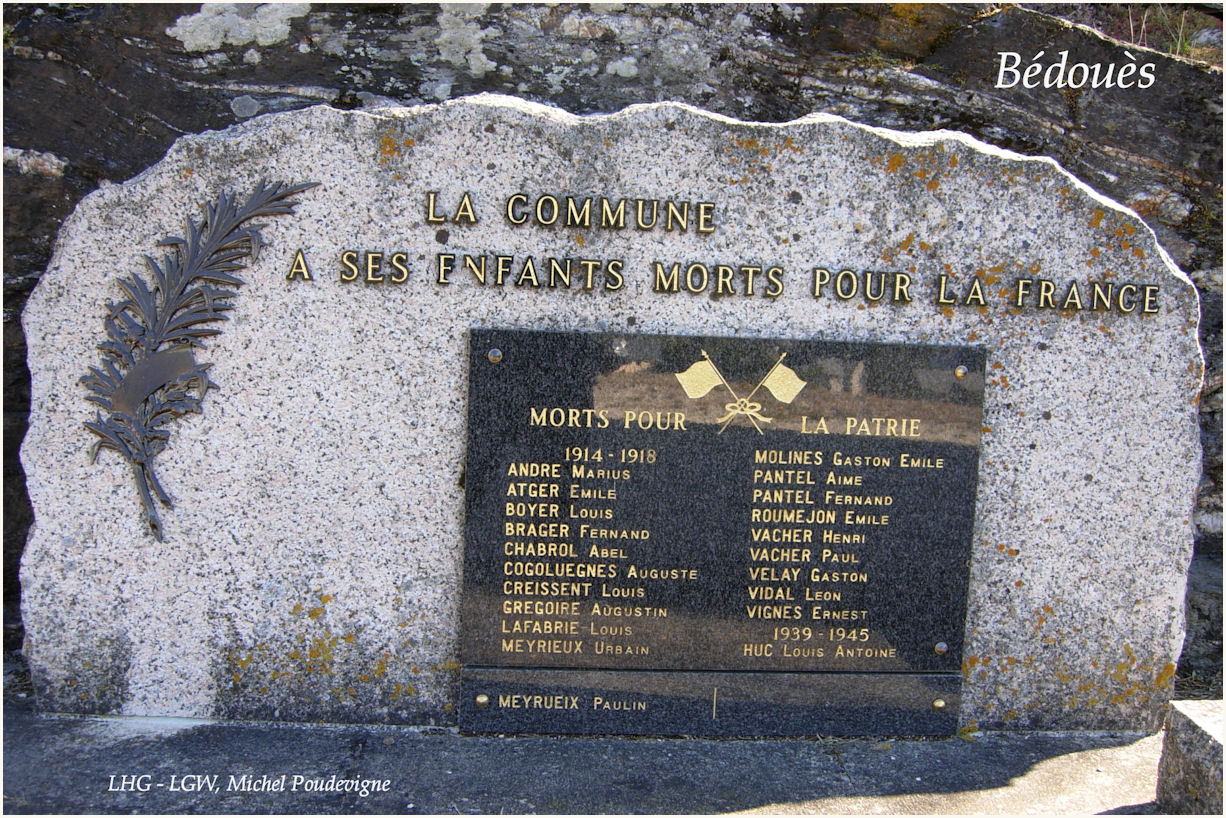 Bédouès
LA COMMUNE
A SES ENFANTS MORTS POUR LA FRANCE
MORTS POUR LA PATRIE
1914 - 1918
ANDRE MARIUS
ATGER EMILE
BOYER LOUIS
BRAGER FERNAND
CHABROL ABEL
COGOLUEGNES AUGUSTE
CREISSENT LOUIS
GREGOIRE AUGUSTIN
LAFABRIE LOUIS
MEYRIEUX URBAIN
MOLINES GASTON EMILE
PANTEL AIME
PANTEL FERNAND
ROUMEJON EMILE
VACHER HENRI
VACHER PAUL
VELAY GASTON
VIDAL LEON
VIGNES ERNEST
1939 - 1945
HUC LOUIS ANTOINE
MEYRUEIX PAULIN
LHG - LGW, Michel Poudevigne